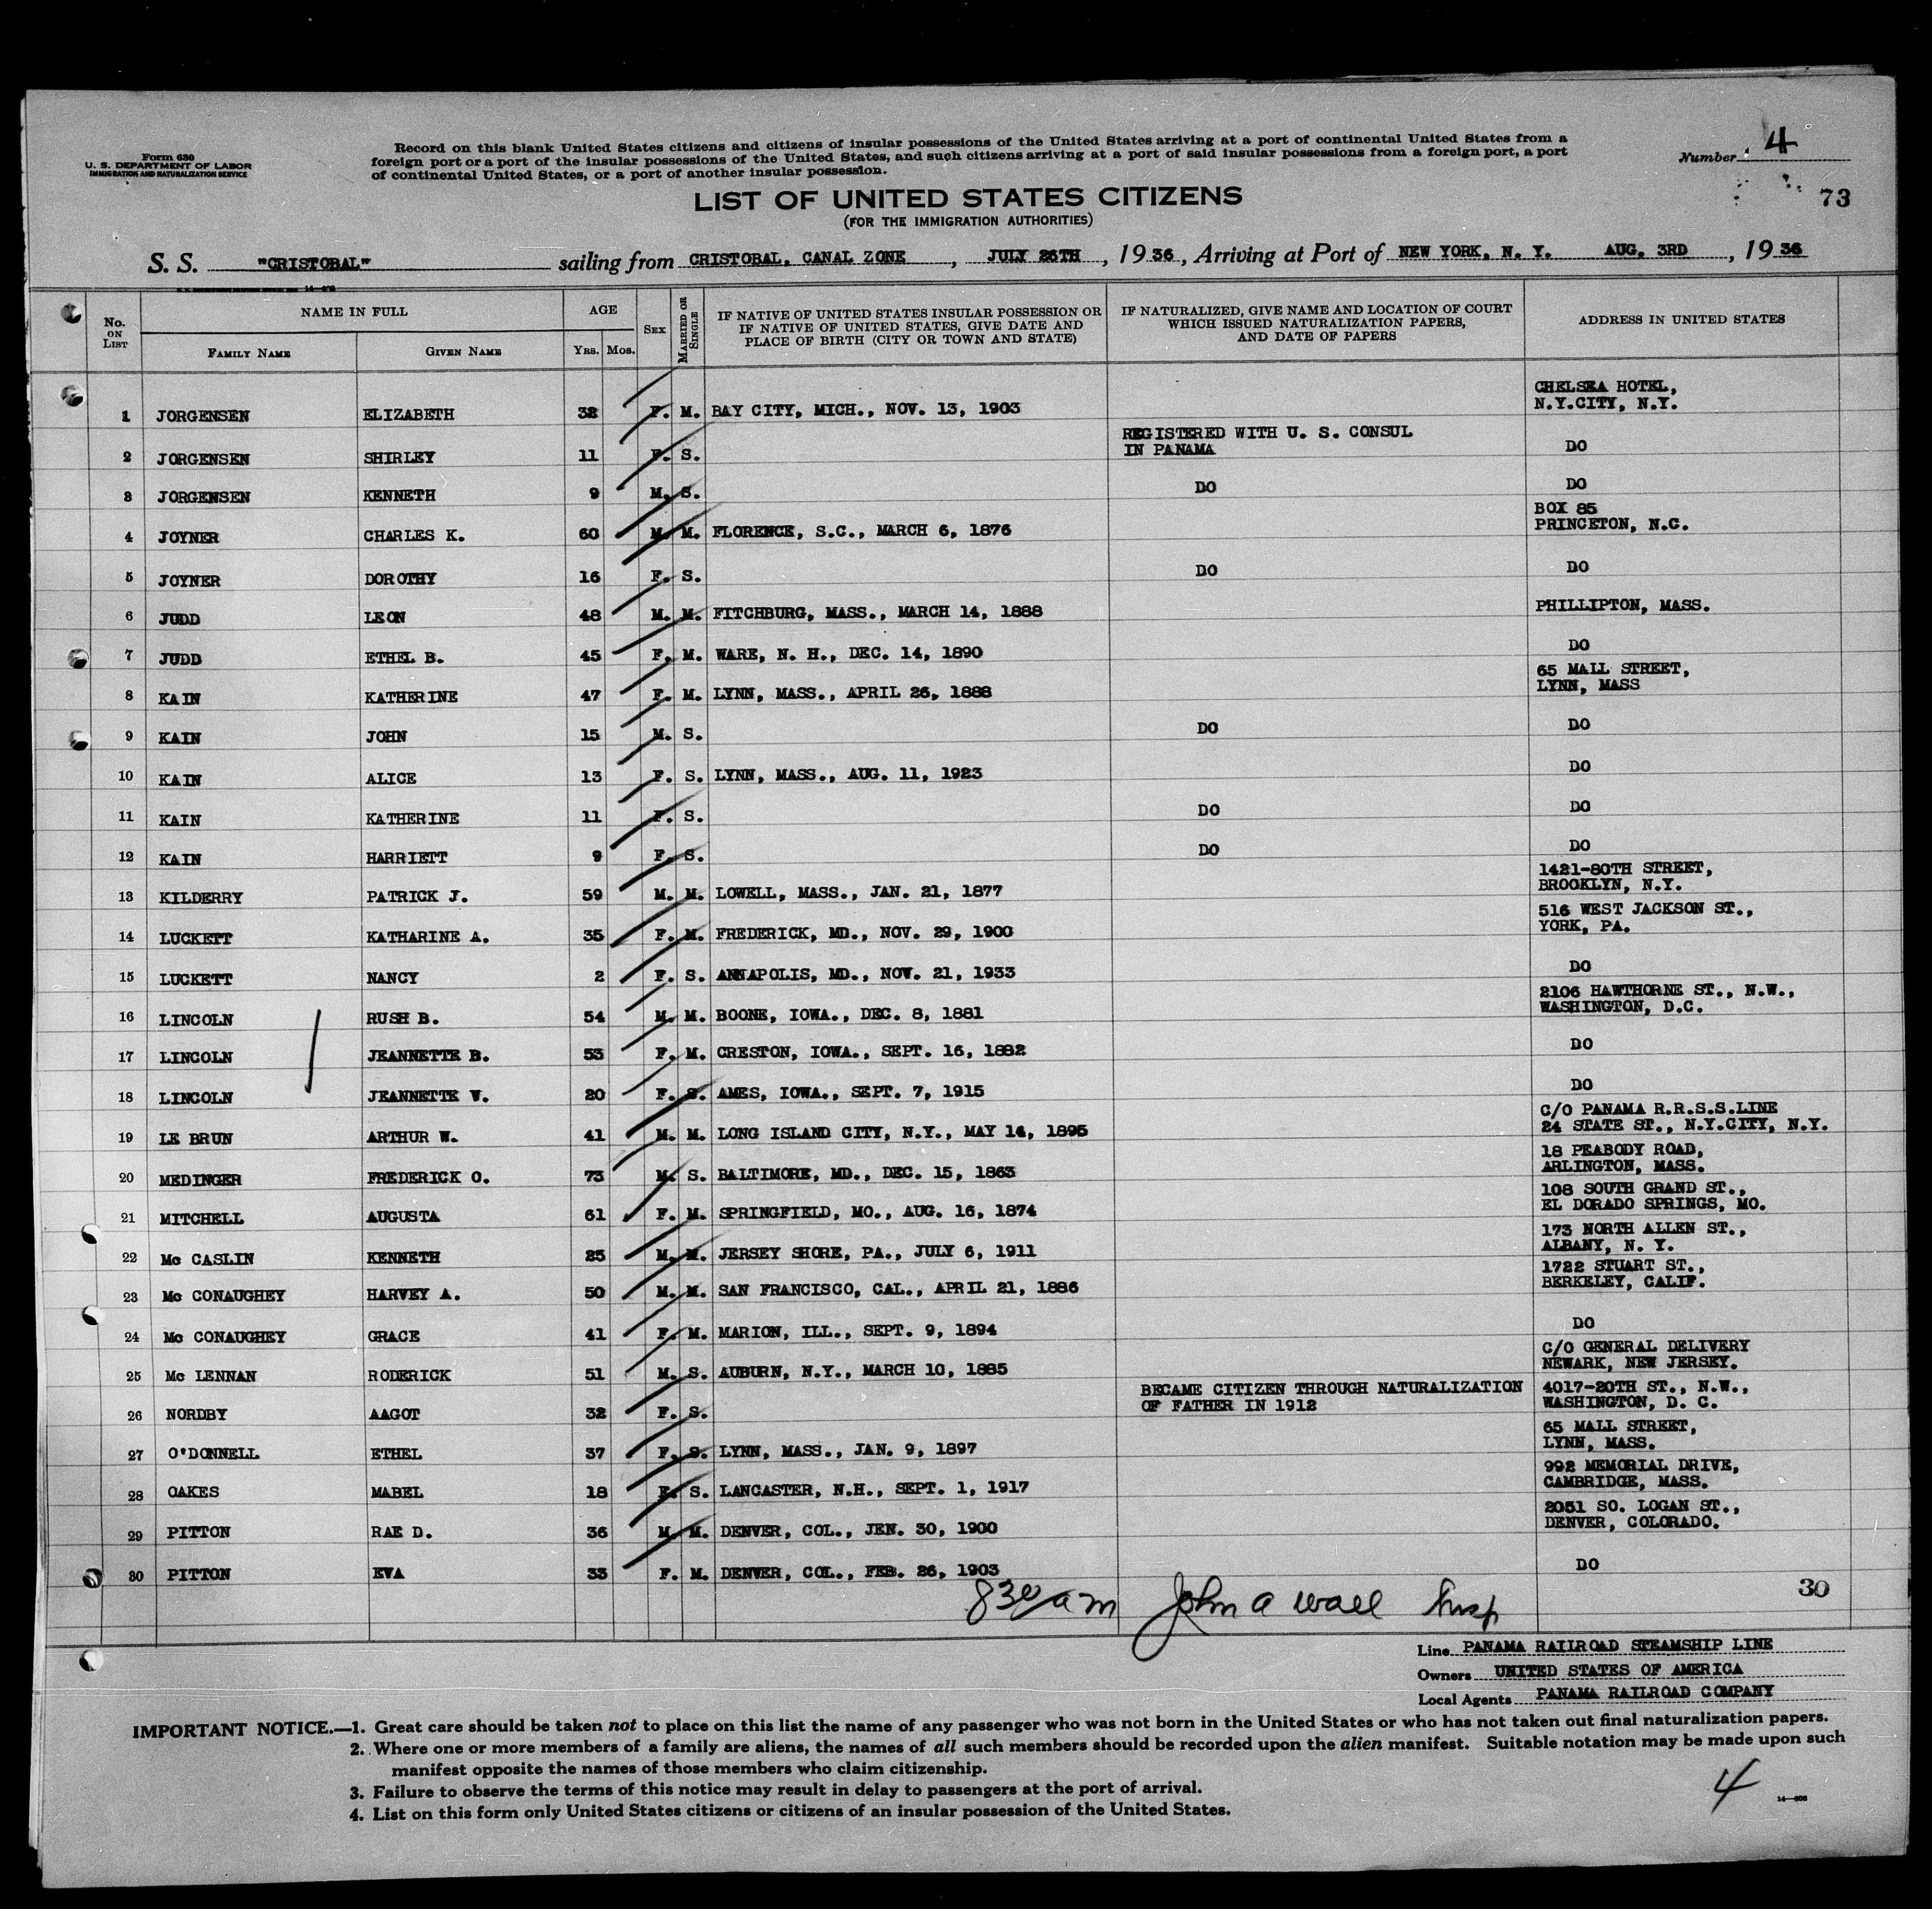 Form 630
U. S. DEPARTMENT OF LABOR
IMMIGRATION AND NATURALIZATION SERVICE
Record on this blank United States citizens and citizens of insular possessions of the United States arriving at a port of continental United States from a
foreign port or a port of the insular possessions of the United States, and such citizens arriving at a port of said insular possessions from a foreign port, a port
of continental United States, or a port of another insular possession.
Number 4
73
LIST OF UNITED STATES CITIZENS
(FOR THE IMMIGRATION AUTHORITIES)
S. S. "CRISTOBAL" sailing from CRISTOBAL, CANAL ZONE, JULY 26TH, 1936, Arriving at Port of NEW YORK, N. Y. AUG. 3RD, 1936
No. ON LIST NAME IN FULL FAMILY NAME GIVEN NAME AGE YRS. MOS. SEX MARRIED OR SINGLE IF NATIVE OF UNITED STATES INSULAR POSSESSION OR IF NATIVE OF UNITED STATES, GIVE DATE AND PLACE OF BIRTH (CITY OR TOWN AND STATE) IF NATURALIZED, GIVE NAME AND LOCATION OF COURT WHICH ISSUED NATURALIZATION PAPERS, AND DATE OF PAPERS ADDRESS IN UNITED STATES
1 JORGENSEN ELIZABETH 32 F. M. BAY CITY, MICH., NOV. 13, 1903 CHELSEA HOTEL, N.Y.CITY, N.Y.
2 JORGENSEN SHIRLEY 11 F. S. REGISTERED WITH U. S. CONSUL IN PANAMA DO
3 JORGENSEN KENNETH 9 M. S. DO DO
4 JOYNER CHARLES K. 60 M. M. FLORENCE, S.C., MARCH 6, 1876 BOX 85 PRINCETON, N.C.
5 JOYNER DOROTHY 16 F. S. DO DO
6 JUDD LEON 48 M. M. FITCHBURG, MASS., MARCH 14, 1888 PHILLIPTON, MASS.
7 JUDD ETHEL B. 45 F. M. WARE, N. H., DEC. 14, 1890 DO
8 KAIN KATHERINE 47 F. M. LYNN, MASS., APRIL 26, 1888 65 MALL STREET, LYNN, MASS
9 KAIN JOHN 15 M. S. DO DO
10 KAIN ALICE 13 F. S. LYNN, MASS., AUG. 11, 1923 DO
11 KAIN KATHERINE 11 F. S. DO DO
12 KAIN HARRIETT 9 F. S. DO DO
13 KILDERRY PATRICK J. 59 M. M. LOWELL, MASS., JAN. 21, 1877 1421-80TH STREET, BROOKLYN, N.Y.
14 LUCKETT KATHARINE A. 35 F. M. FREDERICK, MD., NOV. 29, 1900 516 WEST JACKSON ST., YORK, PA.
15 LUCKETT NANCY 2 F. S. ANNAPOLIS, MD., NOV. 21, 1933 DO
16 LINCOLN RUSH B. 54 M. M. BOONE, IOWA., DEC. 8, 1881 2106 HAWTHORNE ST., N.W., WASHINGTON, D.C.
17 LINCOLN JEANNETTE B. 53 F. M. CRESTON, IOWA., SEPT. 16, 1882 DO
18 LINCOLN JEANNETTE V. 20 F. S. AMES, IOWA., SEPT. 7, 1915 DO
19 LE BRUN ARTHUR W. 41 M. M. LONG ISLAND CITY, N.Y., MAY 14, 1895 C/O PANAMA R.R.S.S.LINE 24 STATE ST., N.Y.CITY, N.Y.
20 MEDINGER FREDERICK O. 73 M. S. BALTIMORE, MD., DEC. 15, 1863 18 PEABODY ROAD, ARLINGTON, MASS.
21 MITCHELL AUGUSTA 61 F. M. SPRINGFIELD, MO., AUG. 16, 1874 108 SOUTH GRAND ST., EL DORADO SPRINGS, MO.
22 Mc CASLIN KENNETH 25 M. M. JERSEY SHORE, PA., JULY 6, 1911 173 NORTH ALLEN ST., ALBANY, N. Y.
23 Mc CONAUGHEY HARVEY A. 50 M. M. SAN FRANCISCO, CAL., APRIL 21, 1886 1722 STUART ST., BERKELEY, CALIF.
24 Mc CONAUGHEY GRACE 41 F. M. MARION, ILL., SEPT. 9, 1894 DO
25 Mc LENNAN RODERICK 51 M. S. AUBURN, N.Y., MARCH 10, 1885 C/O GENERAL DELIVERY NEWARK, NEW JERSEY.
26 NORDBY AAGOT 32 F. S. BECAME CITIZEN THROUGH NATURALIZATION OF FATHER IN 1912 4017-20TH ST., N.W., WASHINGTON, D. C.
27 O'DONNELL ETHEL 37 F. S. LYNN, MASS., JAN. 9, 1897 65 MALL STREET, LYNN, MASS.
28 OAKES MABEL 18 F. S. LANCASTER, N.H., SEPT. 1, 1917 992 MEMORIAL DRIVE, CAMBRIDGE, MASS.
29 PITTON RAE D. 36 M. M. DENVER, COL., JEN. 30, 1900 2051 SO. LOGAN ST., DENVER, COLORADO.
30 PITTON EVA 33 F. M. DENVER, COL., FEB. 26, 1903 DO
830 am John A Wall Insp 30
Line PANAMA RAILROAD STEAMSHIP LINE
Owners UNITED STATES OF AMERICA
Local Agents PANAMA RAILROAD COMPANY
IMPORTANT NOTICE.—1. Great care should be taken not to place on this list the name of any passenger who was not born in the United States or who has not taken out final naturalization papers.
2. Where one or more members of a family are aliens, the names of all such members should be recorded upon the alien manifest. Suitable notation may be made upon such
manifest opposite the names of those members who claim citizenship.
3. Failure to observe the terms of this notice may result in delay to passengers at the port of arrival.
4. List on this form only United States citizens or citizens of an insular possession of the United States.
4